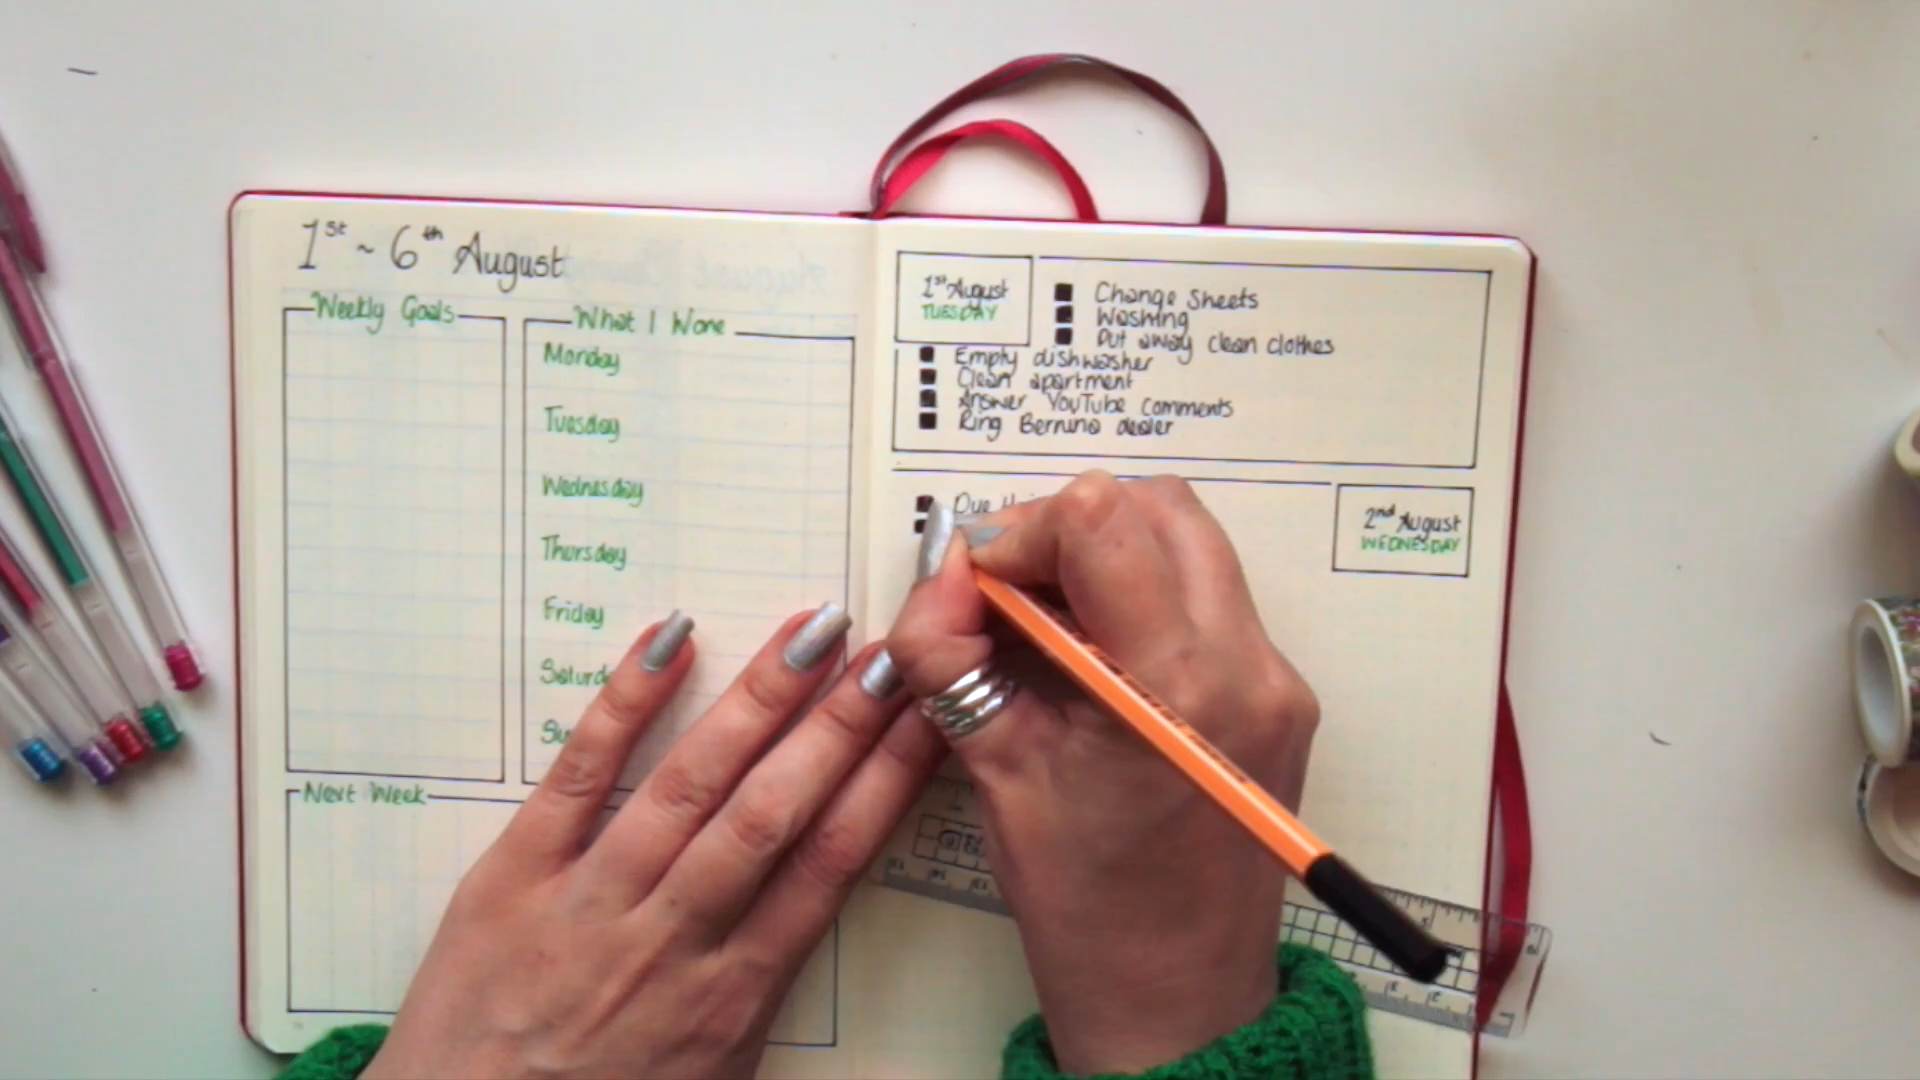 1st ~ 6th August
Weekly Goals
What I Wore
Monday
Tuesday
Wednesday
Thursday
Friday
Next Week
1st August
TUESDAY
Change Sheets
Washing
Put away clean clothes
Empty dishwasher
Clean apartment
Answer YouTube comments
Ring Bernina dealer
2nd August
WEDNESDAY